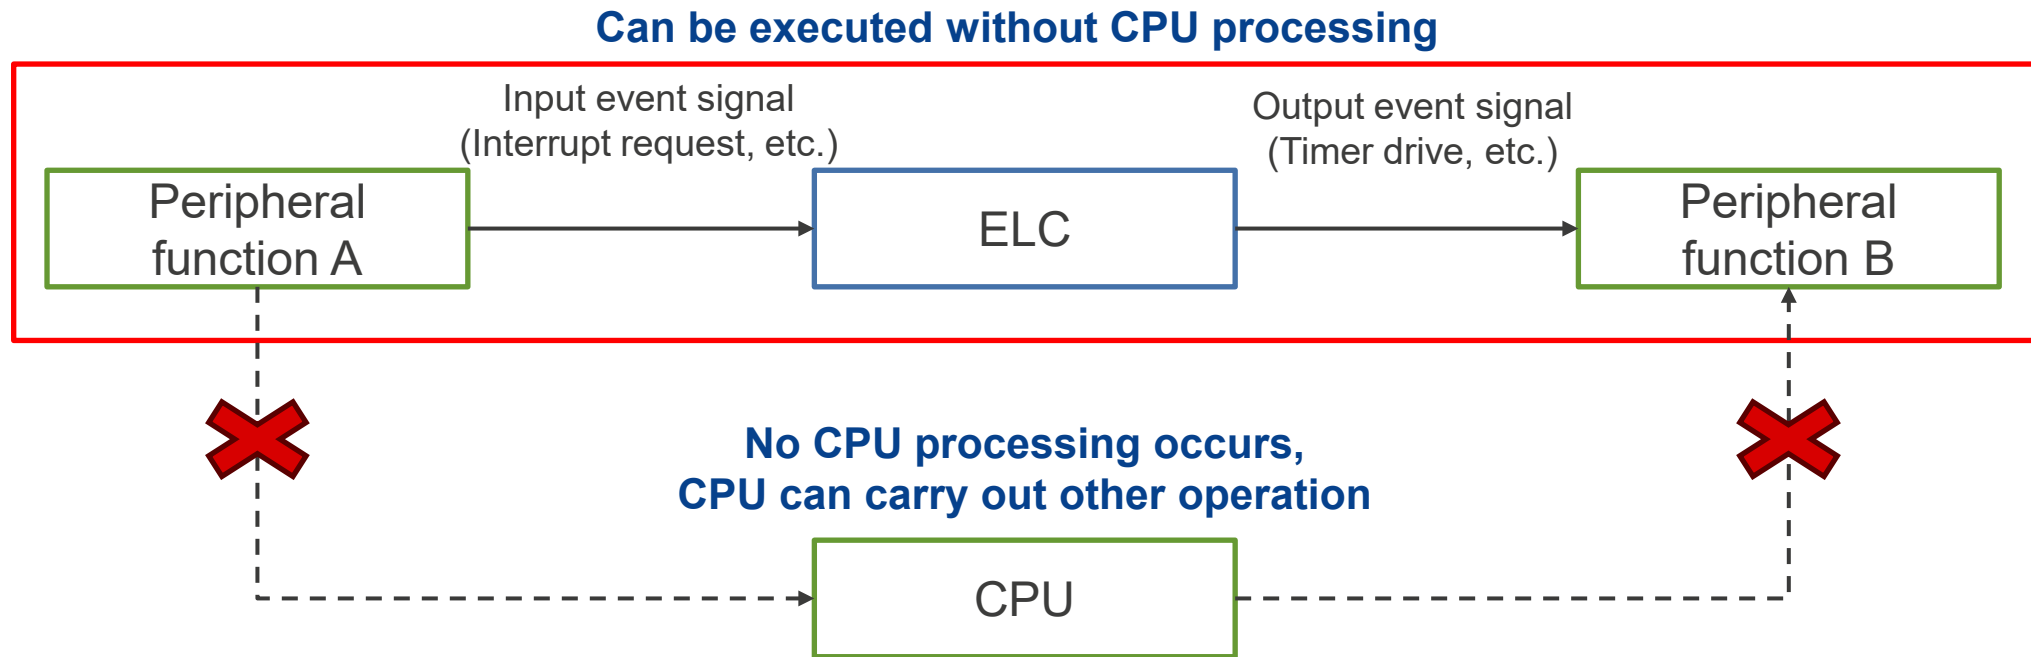 Can be executed without CPU processing
Input event signal
(Interrupt request, etc.)
Output event signal
(Timer drive, etc.)
Peripheral
function A
ELC
Peripheral
function B
No CPU processing occurs,
CPU can carry out other operation
CPU